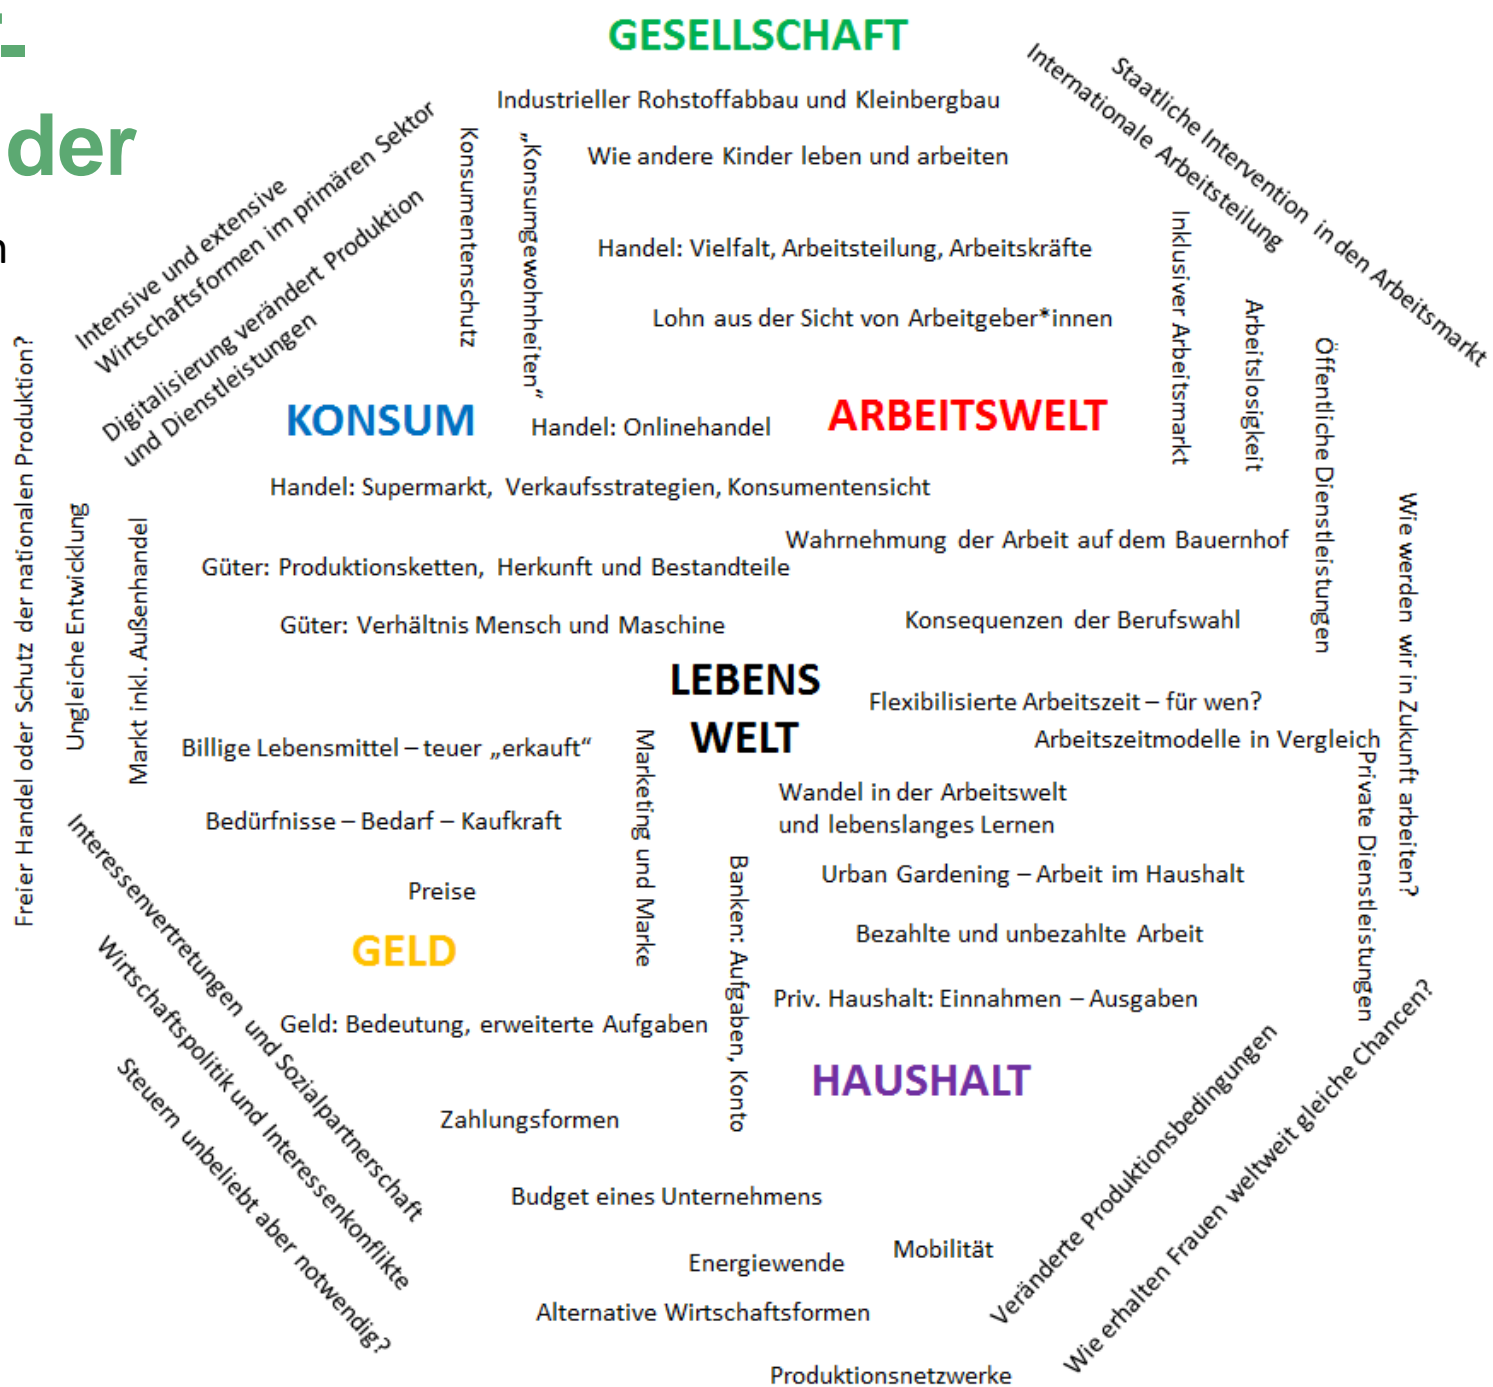 der
n
GESELLSCHAFT
Industrieller Rohstoffabbau und Kleinbergbau
Wie andere Kinder leben und arbeiten
Handel: Vielfalt, Arbeitsteilung, Arbeitskräfte
Lohn aus der Sicht von Arbeitgeber*innen
Intensive und extensive
Wirtschaftsformen im primären Sektor
Digitalisierung verändert Produktion
und Dienstleistungen
Konsumentenschutz
„Konsumgewohnheiten“
Internationale Arbeitsteilung
Staatliche Intervention in den Arbeitsmarkt
Inklusiver Arbeitsmarkt
Arbeitslosigkeit
Öffentliche Dienstleistungen
KONSUM
Handel: Onlinehandel
ARBEITSWELT
Handel: Supermarkt, Verkaufsstrategien, Konsumentensicht
Wahrnehmung der Arbeit auf dem Bauernhof
Güter: Produktionsketten, Herkunft und Bestandteile
Güter: Verhältnis Mensch und Maschine
Konsequenzen der Berufswahl
Freier Handel oder Schutz der nationalen Produktion?
Ungleiche Entwicklung
Markt inkl. Außenhandel
Wie werden wir in Zukunft arbeiten?
LEBENS
WELT
Flexibilisierte Arbeitszeit – für wen?
Arbeitszeitmodelle in Vergleich
Billige Lebensmittel – teuer „erkauft“
Wandel in der Arbeitswelt
und lebenslanges Lernen
Bedürfnisse – Bedarf – Kaufkraft
Marketing und Marke
Private Dienstleistungen
Urban Gardening – Arbeit im Haushalt
Preise
Banken: Aufgaben, Konto
Bezahlte und unbezahlte Arbeit
GELD
Priv. Haushalt: Einnahmen – Ausgaben
Geld: Bedeutung, erweiterte Aufgaben
HAUSHALT
Interessenvertretungen und Sozialpartnerschaft
Wirtschaftspolitik und Interessenkonflikte
Steuern unbeliebt aber notwendig?
Zahlungsformen
Budget eines Unternehmens
Mobilität
Energiewende
Alternative Wirtschaftsformen
Produktionsnetzwerke
Veränderte Produktionsbedingungen
Wie erhalten Frauen weltweit gleiche Chancen?